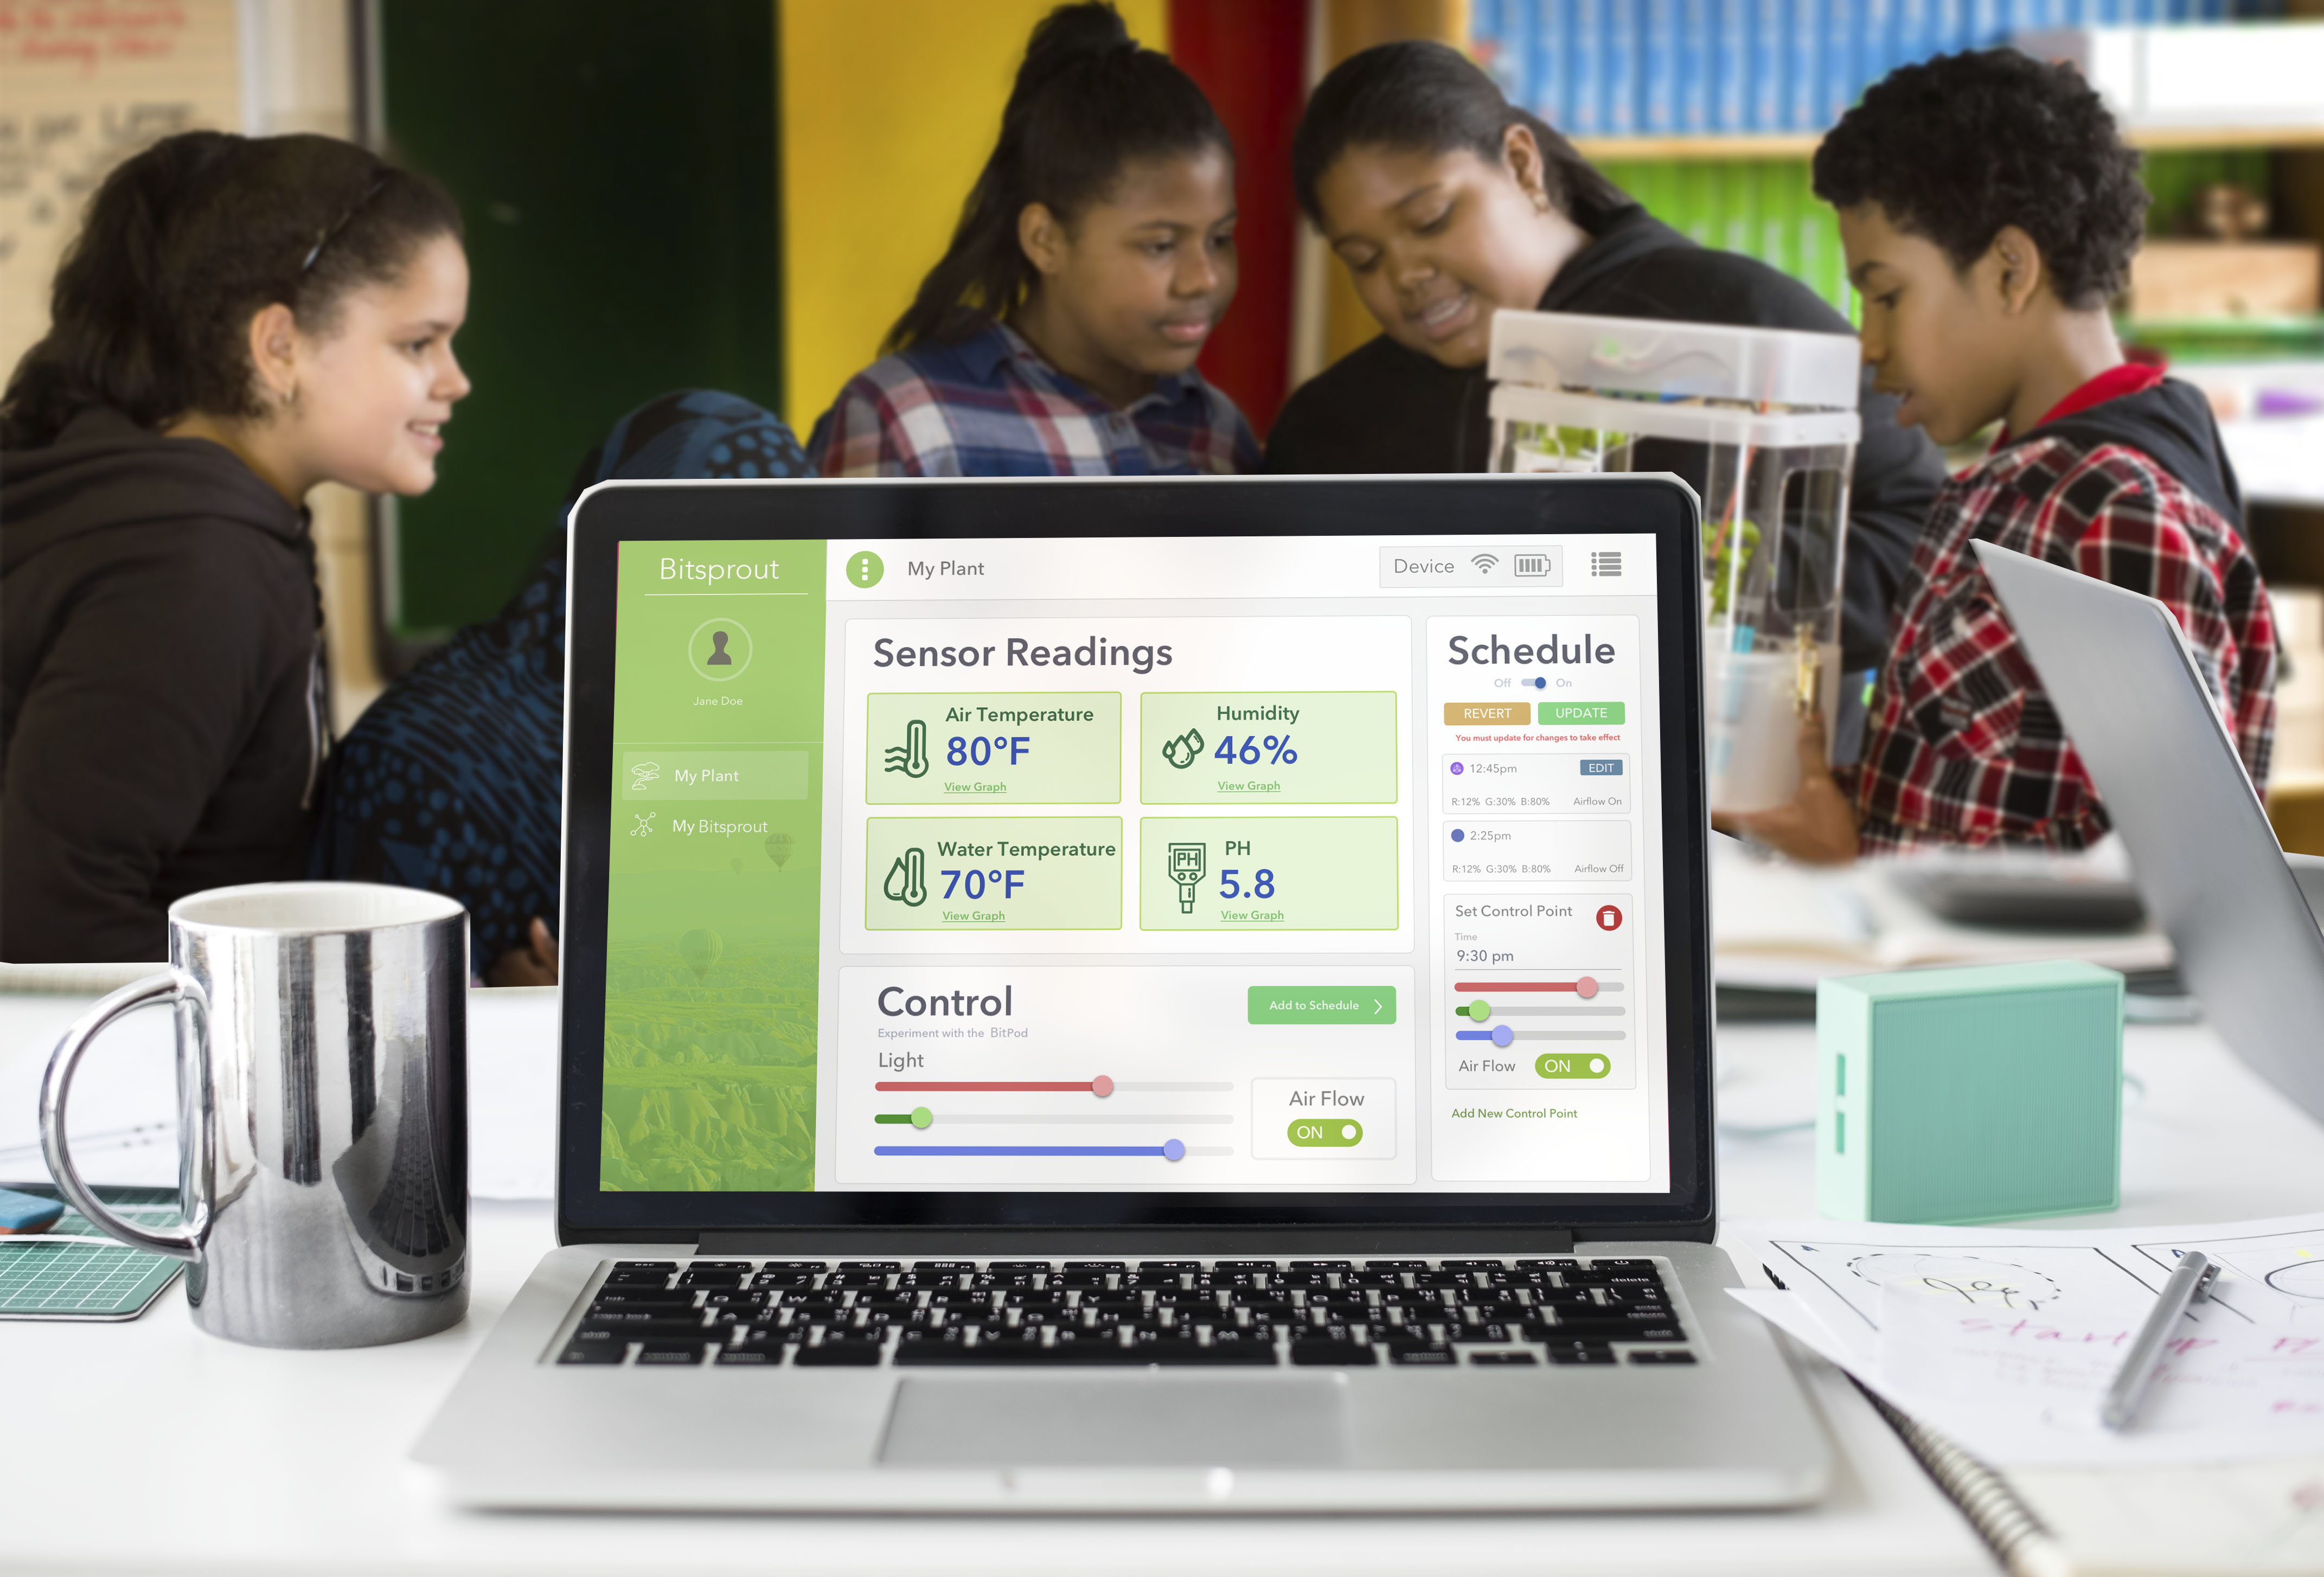 Bitsprout
Jane Doe
My Plant
My Bitsprout
My Plant
Device
Sensor Readings
Air Temperature
80°F
View Graph
Humidity
46%
View Graph
Water Temperature
70°F
View Graph
PH
PH
5.8
View Graph
Control
Experiment with the BitPod
Add to Schedule
Light
Air Flow
ON
Schedule
Off On
REVERT UPDATE
You must update for changes to take effect
12:45pm EDIT
R:12% G:30% B:80% Airflow On
2:25pm
R:12% G:30% B:80% Airflow Off
Set Control Point
Time
9:30 pm
Air Flow ON
Add New Control Point
delete
start up